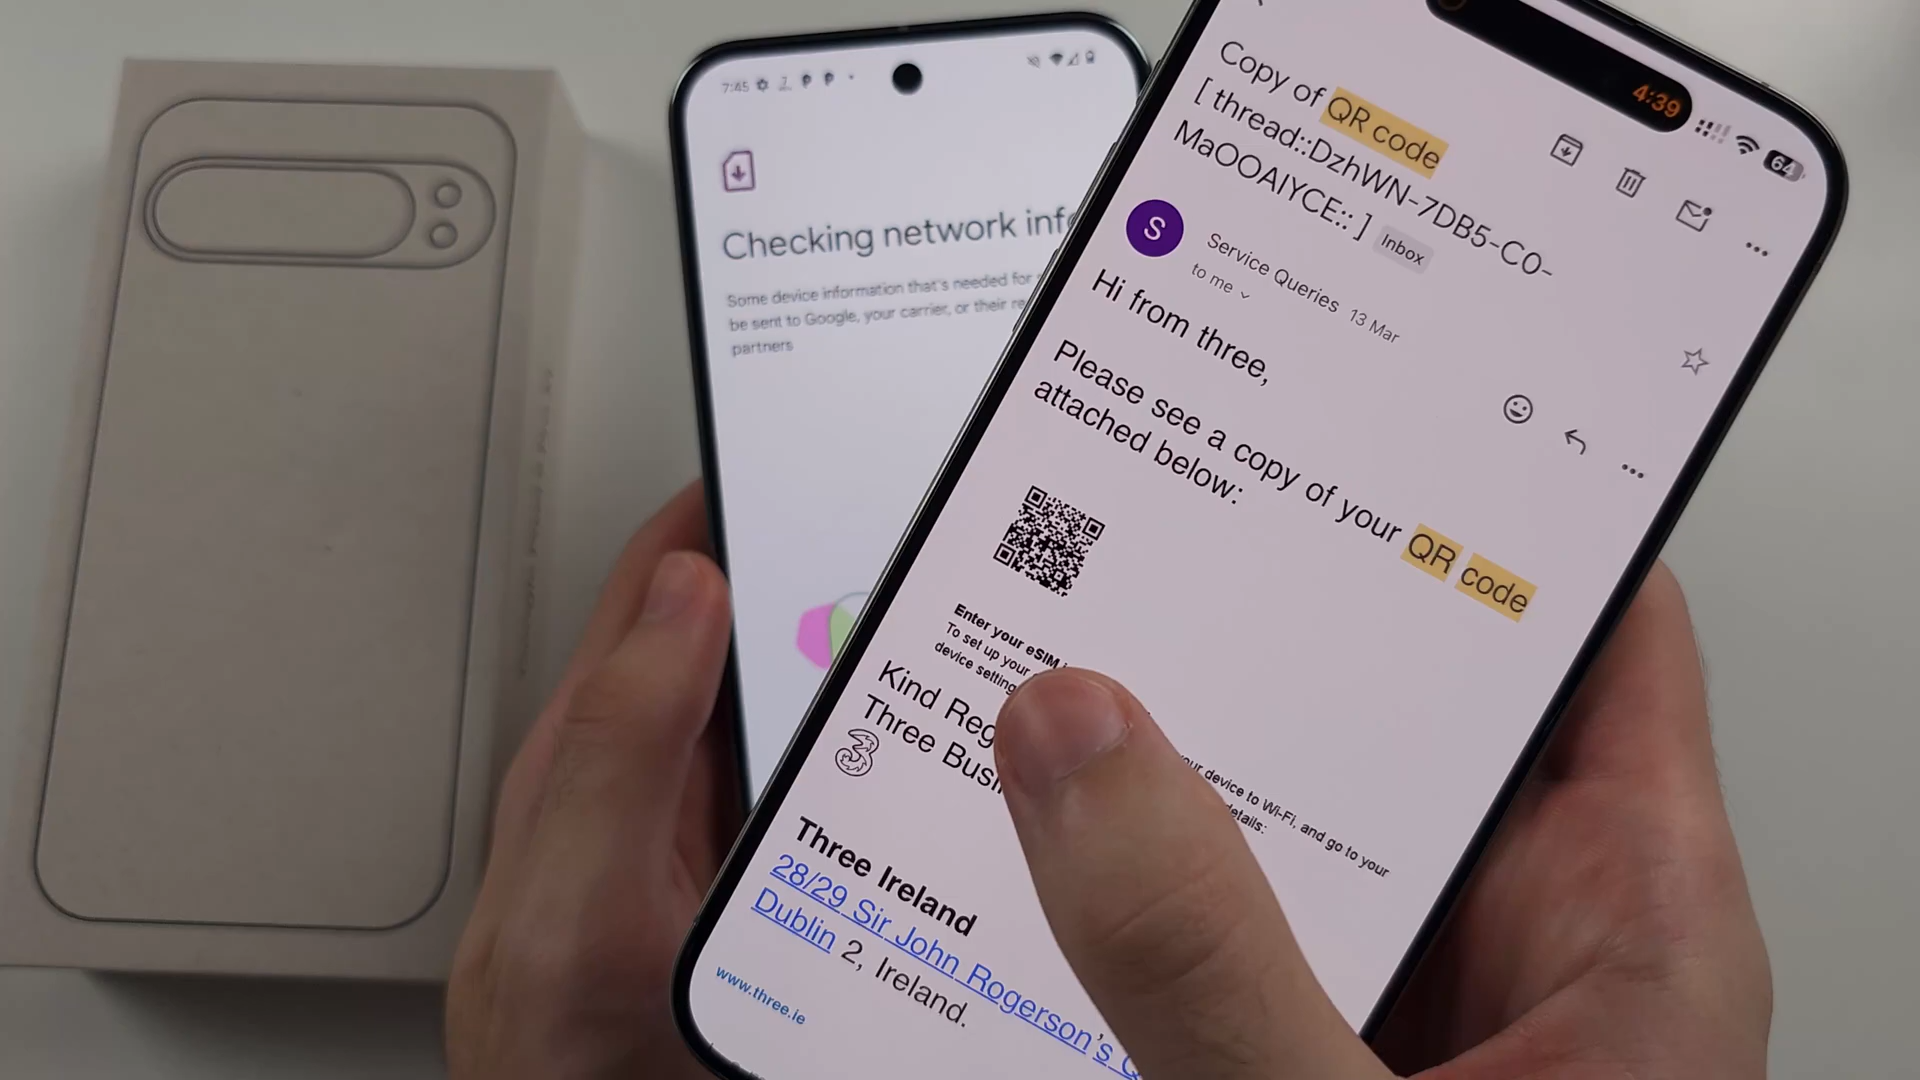 7:45
Checking network inf
Some device information that's needed for
be sent to Google, your carrier, or their re
partners
4:39
64
Copy of QR code
[ thread::DzhWN-7DB5-C0-
MaOOAIYCE:: ] Inbox
S
Service Queries 13 Mar
to me
Hi from three,
Please see a copy of your QR code
attached below:
Enter your eSIM
To set up your
device setting
our device to Wi-Fi, and go to your
details:
Kind Reg
Three Busi
3
Three Ireland
28/29 Sir John Rogerson's Q
Dublin 2, Ireland.
www.three.ie